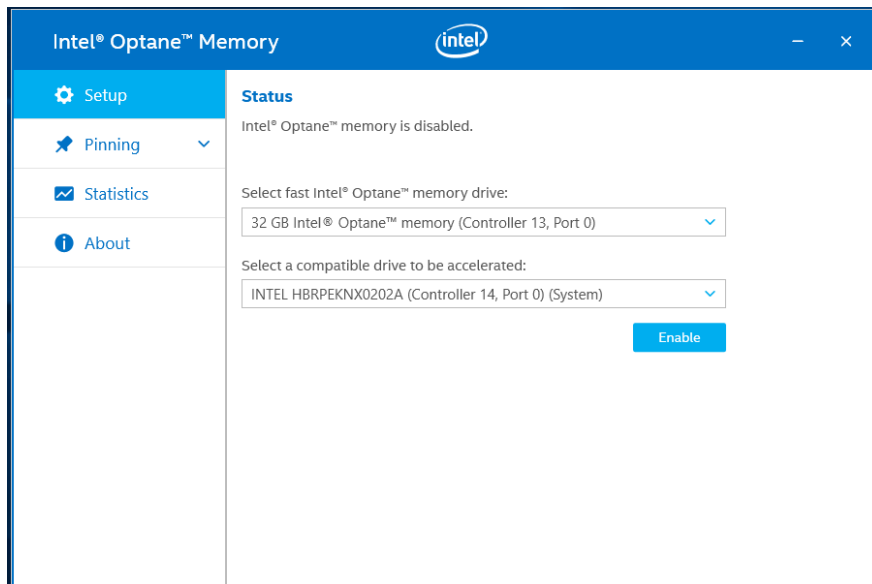 Intel® Optane™ Memory
intel
Setup
Pinning
Statistics
About
Status
Intel® Optane™ memory is disabled.
Select fast Intel® Optane™ memory drive:
32 GB Intel® Optane™ memory (Controller 13, Port 0)
Select a compatible drive to be accelerated:
INTEL HBRPEKNX0202A (Controller 14, Port 0) (System)
Enable